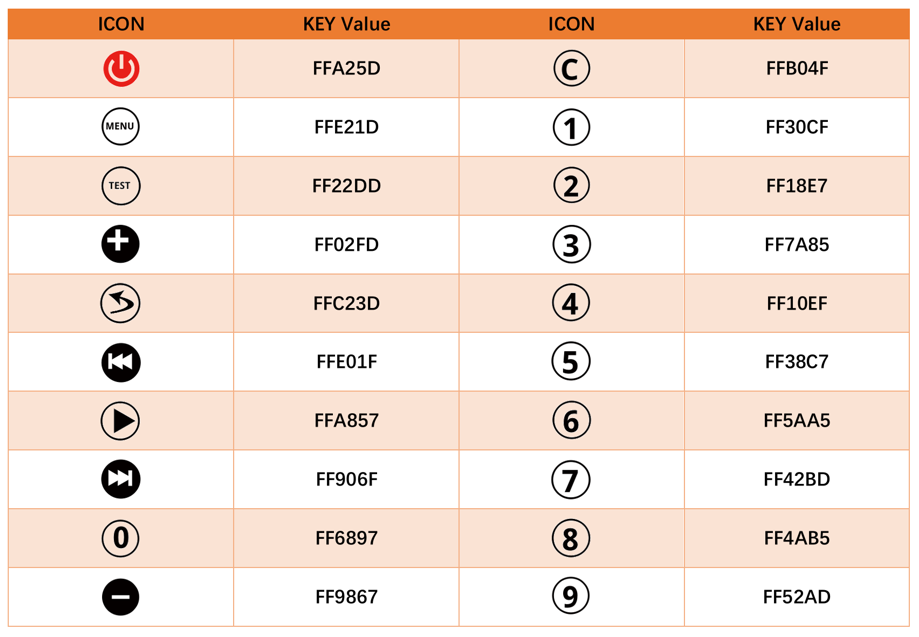 ICON KEY Value ICON KEY Value
FFA25D C FFB04F
MENU FFE21D 1 FF30CF
TEST FF22DD 2 FF18E7
+ FF02FD 3 FF7A85
FFC23D 4 FF10EF
FFE01F 5 FF38C7
FFA857 6 FF5AA5
FF906F 7 FF42BD
0 FF6897 8 FF4AB5
− FF9867 9 FF52AD